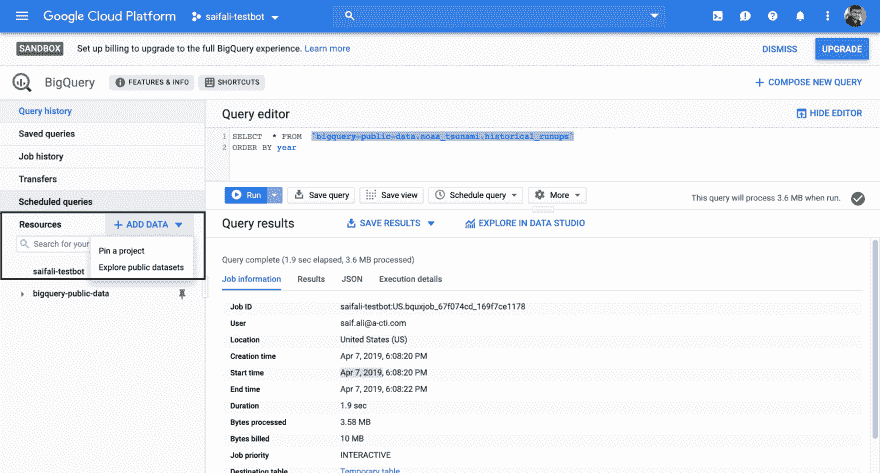 Google Cloud Platform
saifali-testbot
SANDBOX Set up billing to upgrade to the full BigQuery experience. Learn more
DISMISS
UPGRADE
BigQuery
FEATURES & INFO
SHORTCUTS
COMPOSE NEW QUERY
Query history
Saved queries
Job history
Transfers
Scheduled queries
Resources
ADD DATA
Search for your
Pin a project
Explore public datasets
saifali-testbot
bigquery-public-data
Query editor
HIDE EDITOR
1 SELECT * FROM `bigquery-public-data.noaa_tsunami.historical_runups`
2 ORDER BY year
Run
Save query
Save view
Schedule query
More
This query will process 3.6 MB when run.
Query results
SAVE RESULTS
EXPLORE IN DATA STUDIO
Query complete (1.9 sec elapsed, 3.6 MB processed)
Job information Results JSON Execution details
Job ID saifali-testbot:US.bquxjob_67f074cd_169f7ce1178
User saif.ali@a-cti.com
Location United States (US)
Creation time Apr 7, 2019, 6:08:20 PM
Start time Apr 7, 2019, 6:08:20 PM
End time Apr 7, 2019, 6:08:22 PM
Duration 1.9 sec
Bytes processed 3.58 MB
Bytes billed 10 MB
Job priority INTERACTIVE
Destination table Temporary table